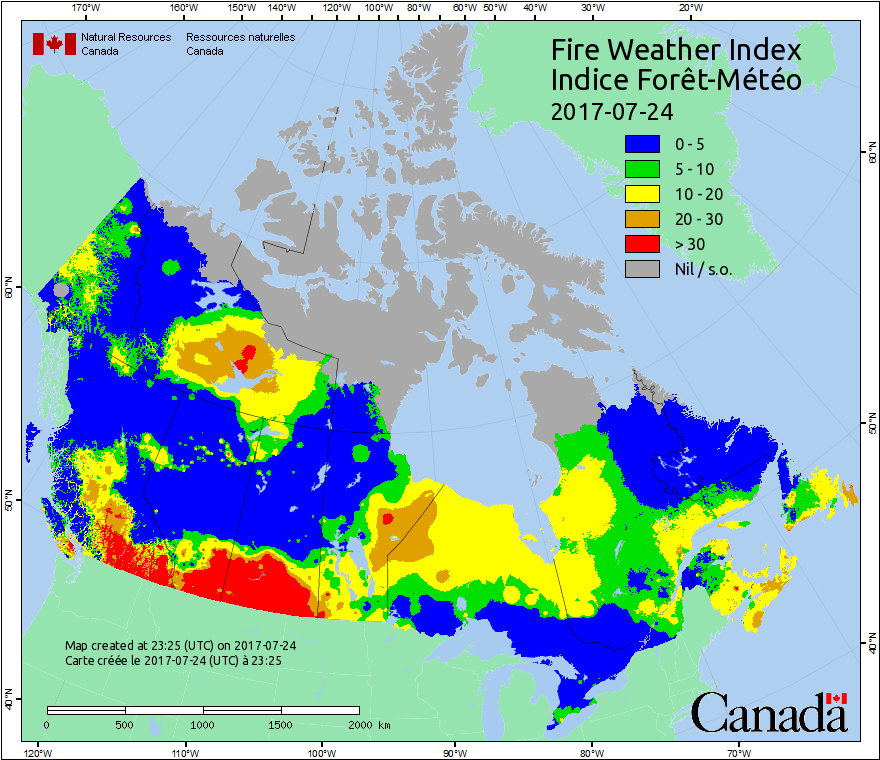 170°W 160°W 150°W 140°W 120°W 100°W 80°W 60°W 50°W 40°W 30°W 20°W
Natural Resources Ressources naturelles
Canada Canada
Fire Weather Index
Indice Forêt-Météo
2017-07-24
0 - 5
5 - 10
10 - 20
20 - 30
> 30
Nil / s.o.
60°N
50°N
40°N
60°N
50°N
40°N
Map created at 23:25 (UTC) on 2017-07-24
Carte créée le 2017-07-24 (UTC) à 23:25
0 500 1000 1500 2000 km
Canada
120°W 110°W 100°W 90°W 80°W 70°W